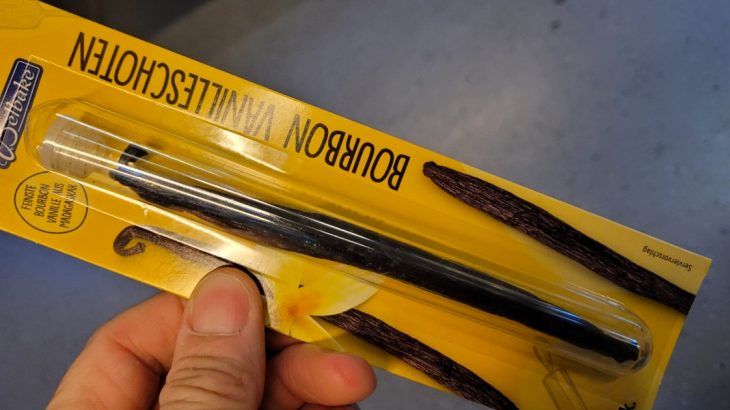 Belbake
BOURBON VANILLESCHOTEN
FEINSTE
BOURBON
VANILLE AUS
MADAGASKAR
Serviervorschlag